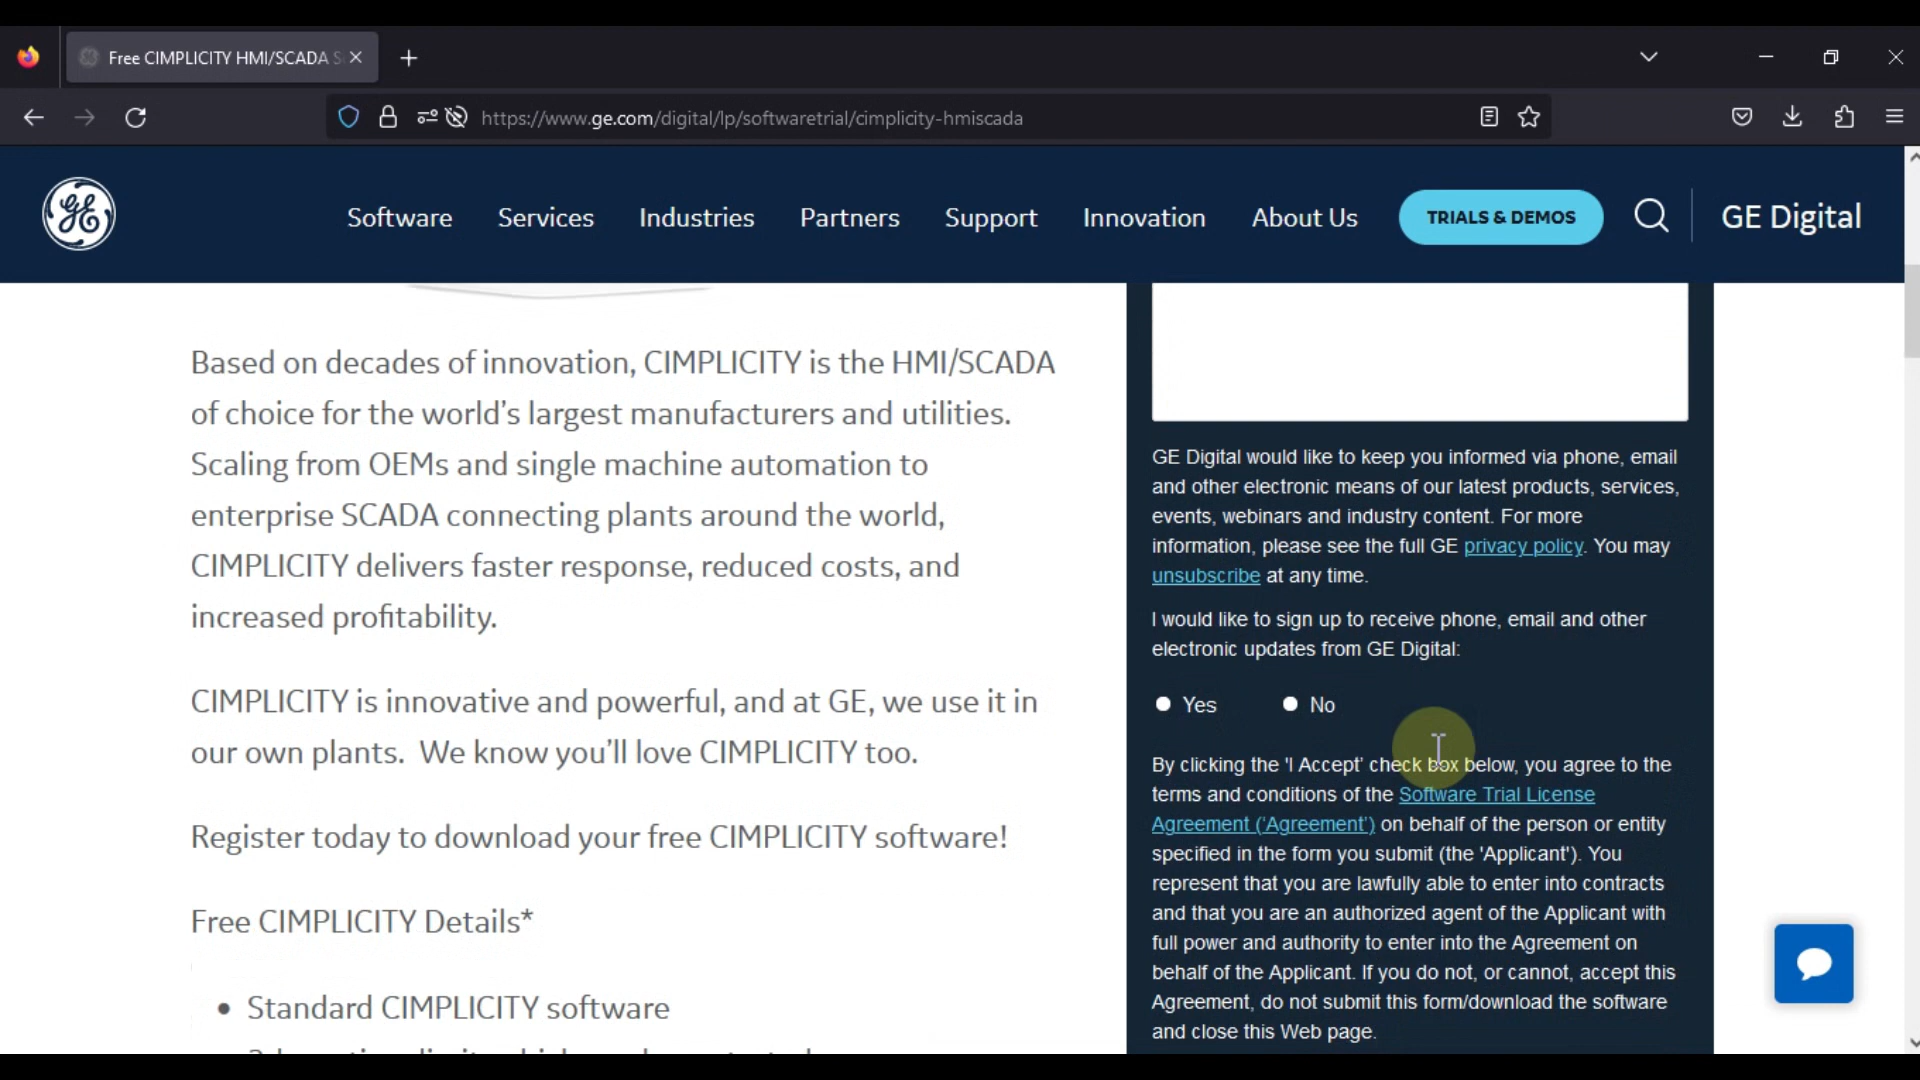 Free CIMPLICITY HMI/SCADA S
https://www.ge.com/digital/lp/softwaretrial/cimplicity-hmiscada
Software Services Industries Partners Support Innovation About Us TRIALS & DEMOS GE Digital
Based on decades of innovation, CIMPLICITY is the HMI/SCADA
of choice for the world's largest manufacturers and utilities.
Scaling from OEMs and single machine automation to
enterprise SCADA connecting plants around the world,
CIMPLICITY delivers faster response, reduced costs, and
increased profitability.
CIMPLICITY is innovative and powerful, and at GE, we use it in
our own plants.  We know you'll love CIMPLICITY too.
Register today to download your free CIMPLICITY software!
Free CIMPLICITY Details*
• Standard CIMPLICITY software
GE Digital would like to keep you informed via phone, email
and other electronic means of our latest products, services,
events, webinars and industry content. For more
information, please see the full GE privacy policy. You may
unsubscribe at any time.
I would like to sign up to receive phone, email and other
electronic updates from GE Digital:
Yes No
By clicking the 'I Accept' check box below, you agree to the
terms and conditions of the Software Trial License
Agreement ('Agreement') on behalf of the person or entity
specified in the form you submit (the 'Applicant'). You
represent that you are lawfully able to enter into contracts
and that you are an authorized agent of the Applicant with
full power and authority to enter into the Agreement on
behalf of the Applicant. If you do not, or cannot, accept this
Agreement, do not submit this form/download the software
and close this Web page.